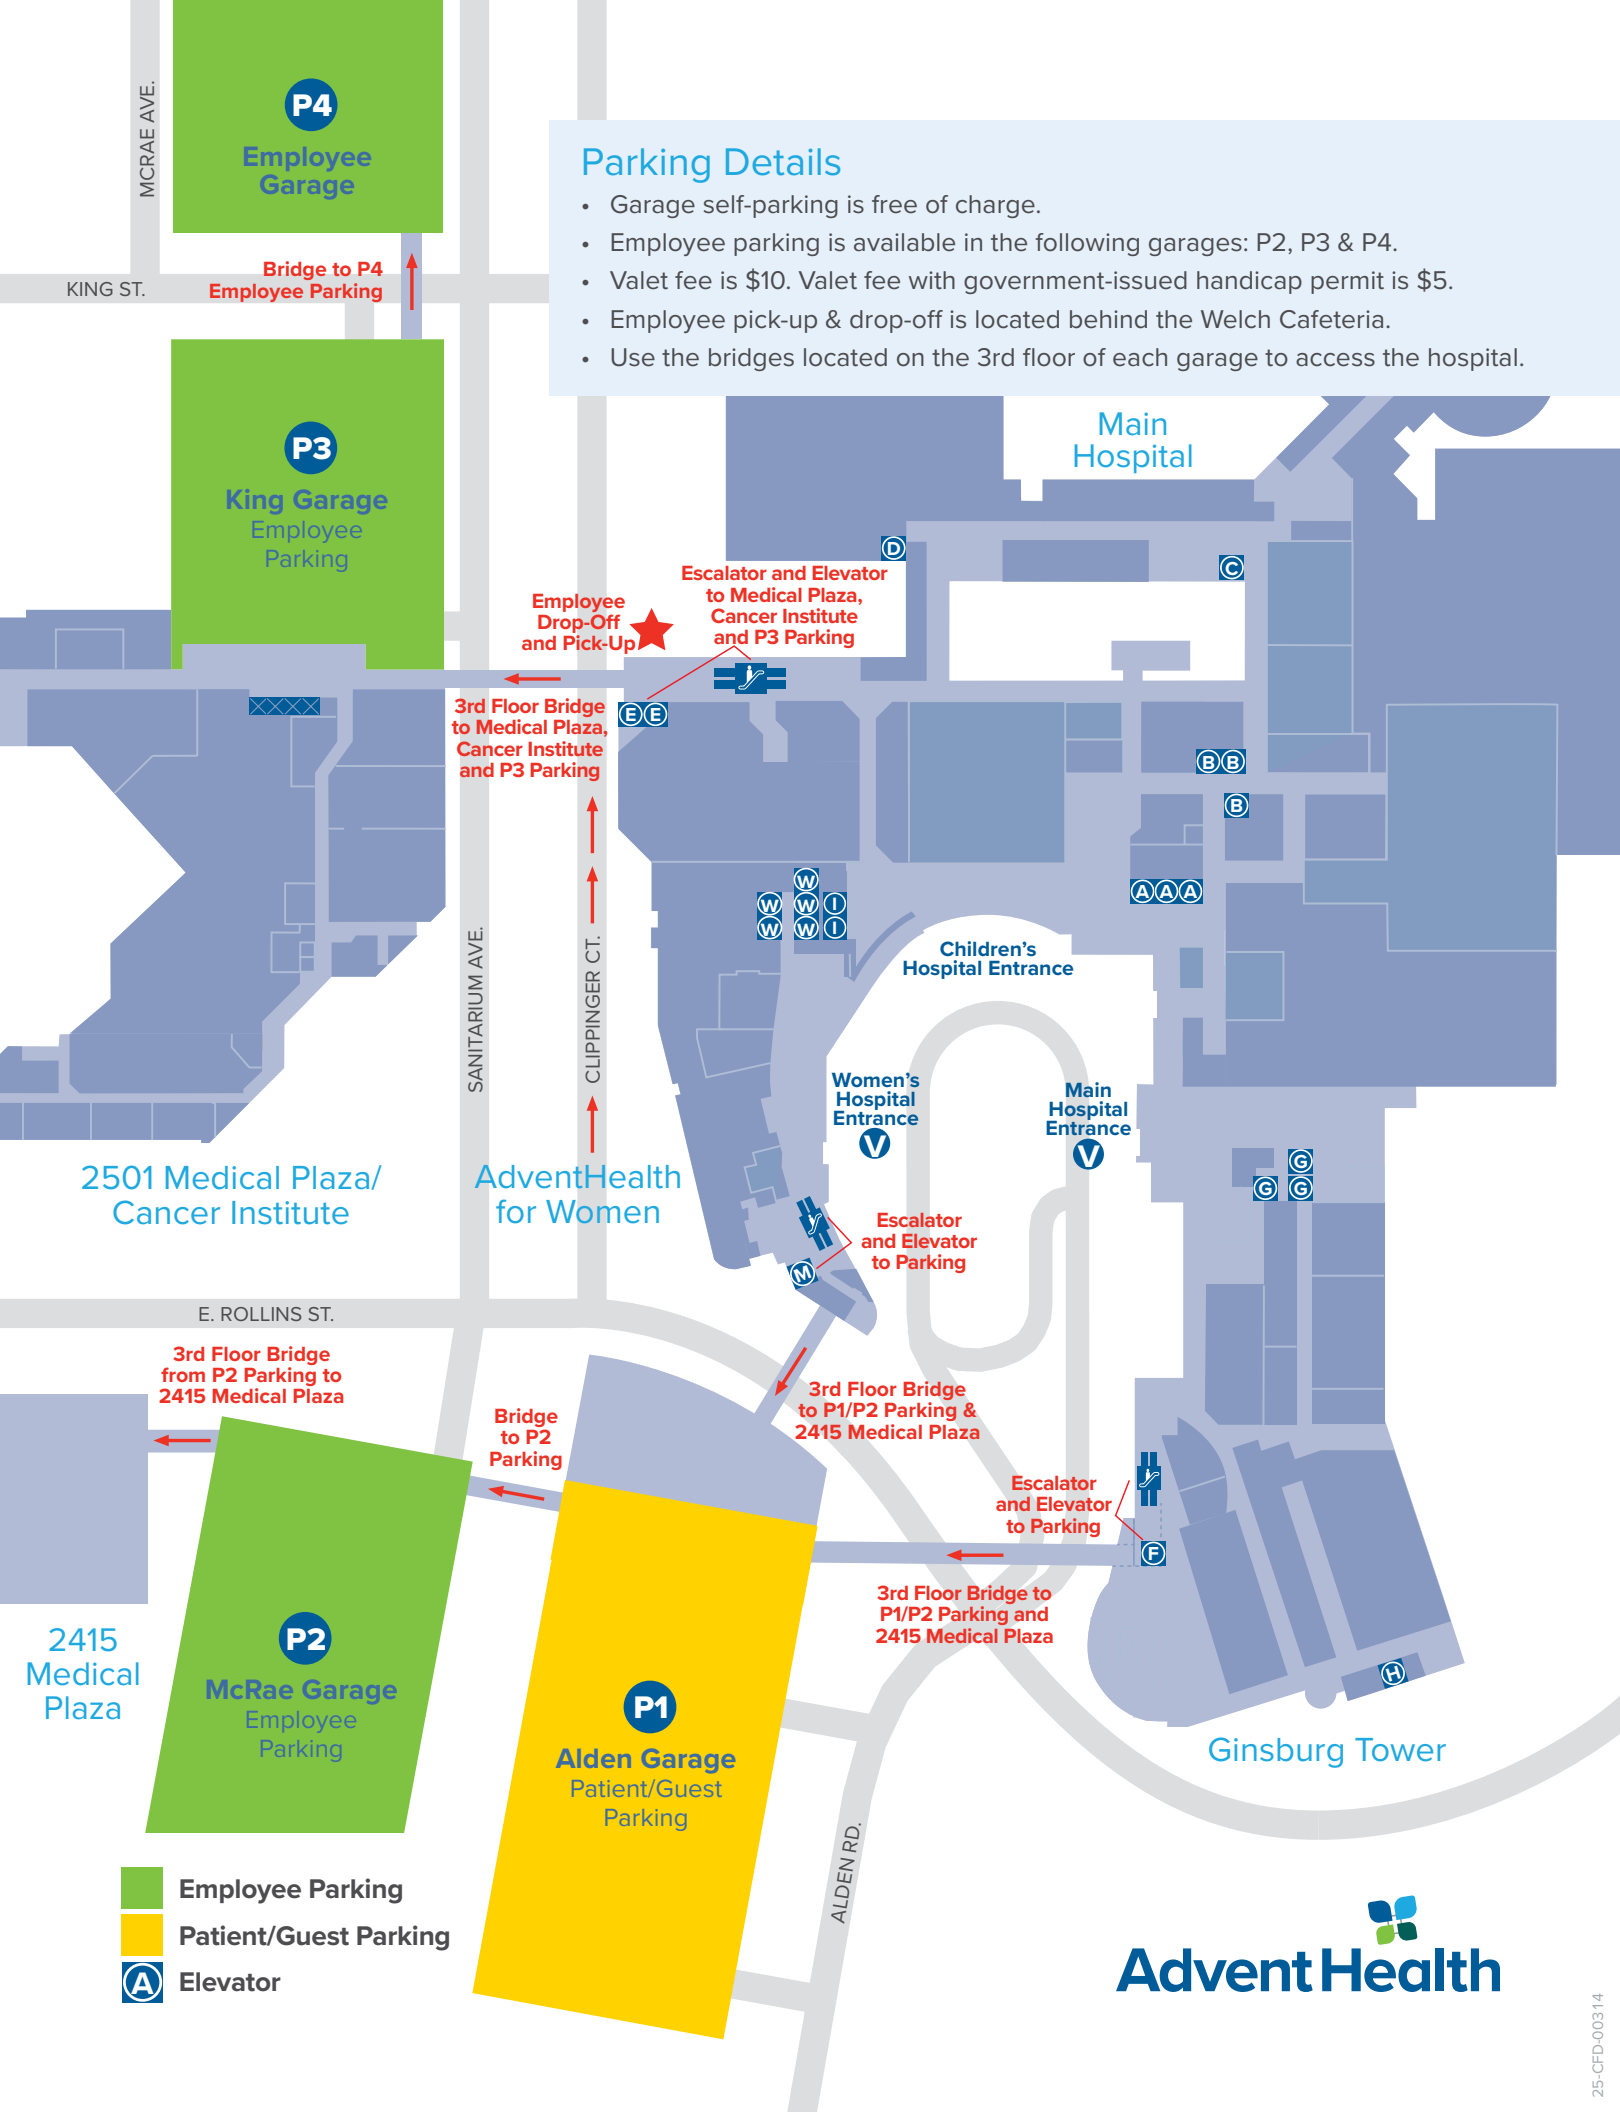 P4
Employee
Garage
MCRAE AVE.
Parking Details
• Garage self-parking is free of charge.
• Employee parking is available in the following garages: P2, P3 & P4.
• Valet fee is $10. Valet fee with government-issued handicap permit is $5.
• Employee pick-up & drop-off is located behind the Welch Cafeteria.
• Use the bridges located on the 3rd floor of each garage to access the hospital.
Bridge to P4
Employee Parking
KING ST.
P3
King Garage
Employee
Parking
Main
Hospital
D
C
Escalator and Elevator
to Medical Plaza,
Cancer Institute
and P3 Parking
Employee
Drop-Off
and Pick-Up
3rd Floor Bridge
to Medical Plaza,
Cancer Institute
and P3 Parking
E E
B B
B
A A A
W
W W I
W W I
Children's
Hospital Entrance
SANITARIUM AVE.
CLIPPINGER CT.
Women's
Hospital
Entrance
V
Main
Hospital
Entrance
V
2501 Medical Plaza/
Cancer Institute
AdventHealth
for Women
G
G G
Escalator
and Elevator
to Parking
M
E. ROLLINS ST.
3rd Floor Bridge
from P2 Parking to
2415 Medical Plaza
Bridge
to P2
Parking
3rd Floor Bridge
to P1/P2 Parking &
2415 Medical Plaza
Escalator
and Elevator
to Parking
F
3rd Floor Bridge to
P1/P2 Parking and
2415 Medical Plaza
2415
Medical
Plaza
P2
McRae Garage
Employee
Parking
P1
Alden Garage
Patient/Guest
Parking
H
Ginsburg Tower
ALDEN RD.
Employee Parking
Patient/Guest Parking
A Elevator
AdventHealth
25-CFD-00314